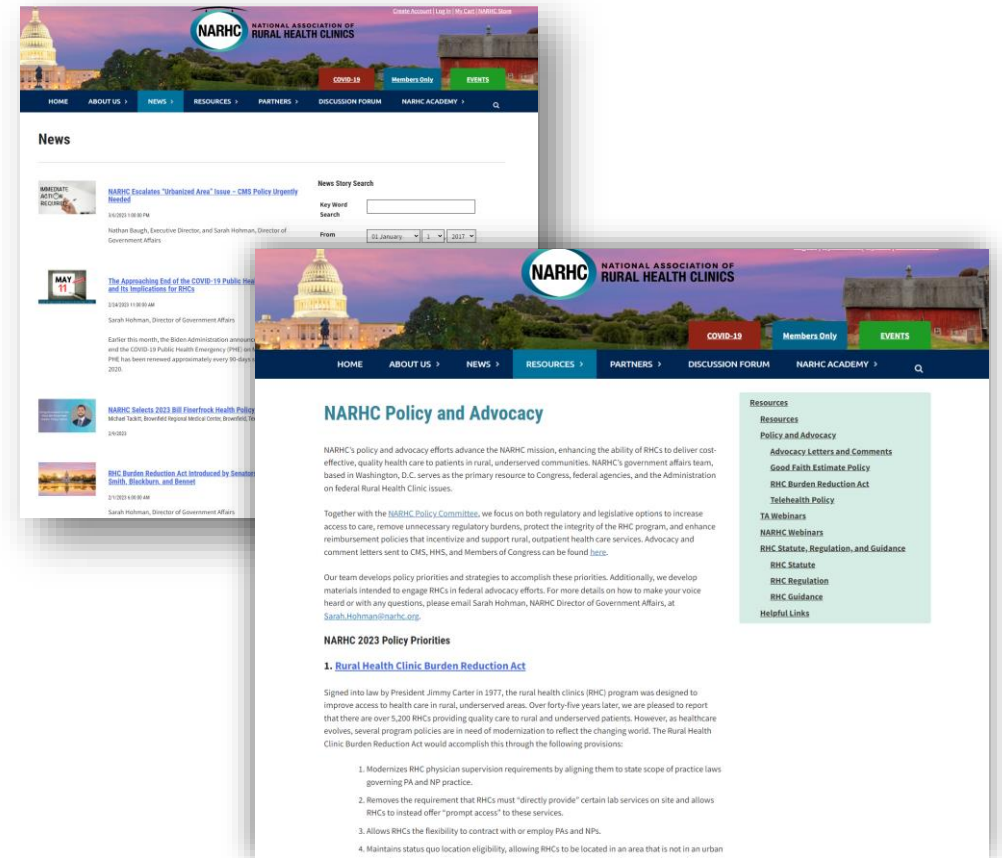 Create Account | Log In | My Cart | NARHC Store
NARHC
NATIONAL ASSOCIATION OF
RURAL HEALTH CLINICS
COVID-19
Members Only
EVENTS
HOME
ABOUT US >
NEWS >
RESOURCES >
PARTNERS >
DISCUSSION FORUM
NARHC ACADEMY >
News
IMMEDIATE
ACTION
REQUIRED
NARHC Escalates "Urbanized Area" Issue – CMS Policy Urgently
Needed
Nathan Baugh, Executive Director, and Sarah Hohman, Director of
Government Affairs
News Story Search
Key Word
Search
From
01 January
1
2017
MAY
11
The Approaching End of the COVID-19 Public Hea
and Its Implications for RHCs
2/24/2023 11:00:00 AM
Sarah Hohman, Director of Government Affairs
Earlier this month, the Biden Administration announc
end the COVID-19 Public Health Emergency (PHE) on
PHE has been renewed approximately every 90-days s
2020.
NARHC Selects 2023 Bill Finerfrock Health Policy
Michael Tackitt, Brownfield Regional Medical Center, Brownfield, Te
RHC Burden Reduction Act Introduced by Senators
Smith, Blackburn, and Bennet
2/1/2023 6:00:00 AM
Sarah Hohman, Director of Government Affairs
NARHC
NATIONAL ASSOCIATION OF
RURAL HEALTH CLINICS
COVID-19
Members Only
EVENTS
HOME
ABOUT US >
NEWS >
RESOURCES >
PARTNERS >
DISCUSSION FORUM
NARHC ACADEMY >
NARHC Policy and Advocacy
NARHC's policy and advocacy efforts advance the NARHC mission, enhancing the ability of RHCs to deliver cost-
effective, quality health care to patients in rural, underserved communities. NARHC's government affairs team,
based in Washington, D.C. serves as the primary resource to Congress, federal agencies, and the Administration
on federal Rural Health Clinic issues.
Together with the NARHC Policy Committee, we focus on both regulatory and legislative options to increase
access to care, remove unnecessary regulatory burdens, protect the integrity of the RHC program, and enhance
reimbursement policies that incentivize and support rural, outpatient health care services. Advocacy and
comment letters sent to CMS, HHS, and Members of Congress can be found here.
Our team develops policy priorities and strategies to accomplish these priorities. Additionally, we develop
materials intended to engage RHCs in federal advocacy efforts. For more details on how to make your voice
heard or with any questions, please email Sarah Hohman, NARHC Director of Government Affairs, at
Sarah.Hohman@narhc.org.
NARHC 2023 Policy Priorities
1. Rural Health Clinic Burden Reduction Act
Signed into law by President Jimmy Carter in 1977, the rural health clinics (RHC) program was designed to
improve access to health care in rural, underserved areas. Over forty-five years later, we are pleased to report
that there are over 5,200 RHCs providing quality care to rural and underserved patients. However, as healthcare
evolves, several program policies are in need of modernization to reflect the changing world. The Rural Health
Clinic Burden Reduction Act would accomplish this through the following provisions:
1. Modernizes RHC physician supervision requirements by aligning them to state scope of practice laws
governing PA and NP practice.
2. Removes the requirement that RHCs must "directly provide" certain lab services on site and allows
RHCs to instead offer "prompt access" to these services.
3. Allows RHCs the flexibility to contract with or employ PAs and NPs.
4. Maintains status quo location eligibility, allowing RHCs to be located in an area that is not in an urban
Resources
Resources
Policy and Advocacy
Advocacy Letters and Comments
Good Faith Estimate Policy
RHC Burden Reduction Act
Telehealth Policy
TA Webinars
NARHC Webinars
RHC Statute, Regulation, and Guidance
RHC Statute
RHC Regulation
RHC Guidance
Helpful Links